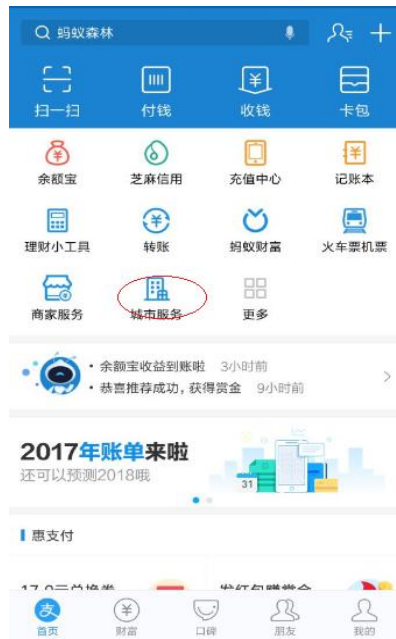 蚂蚁森林
扫一扫 付钱 收钱 卡包
余额宝 芝麻信用 充值中心 记账本
理财小工具 转账 蚂蚁财富 火车票机票
商家服务 城市服务 更多
· 余额宝收益到账啦 3小时前
· 恭喜推荐成功，获得赏金 9小时前
2017年账单来啦
还可以预测2018哦
31
惠支付
支
首页 财富 口碑 朋友 我的